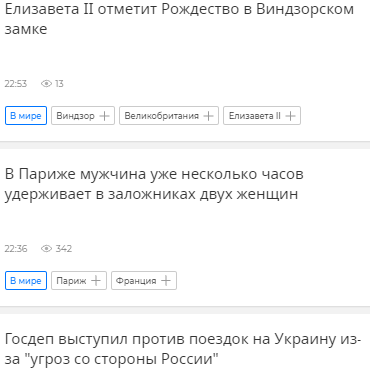 Елизавета II отметит Рождество в Виндзорском
замке
22:53 13
В мире Виндзор Великобритания Елизавета II
В Париже мужчина уже несколько часов
удерживает в заложниках двух женщин
22:36 342
В мире Париж Франция
Госдеп выступил против поездок на Украину из-
за "угроз со стороны России"